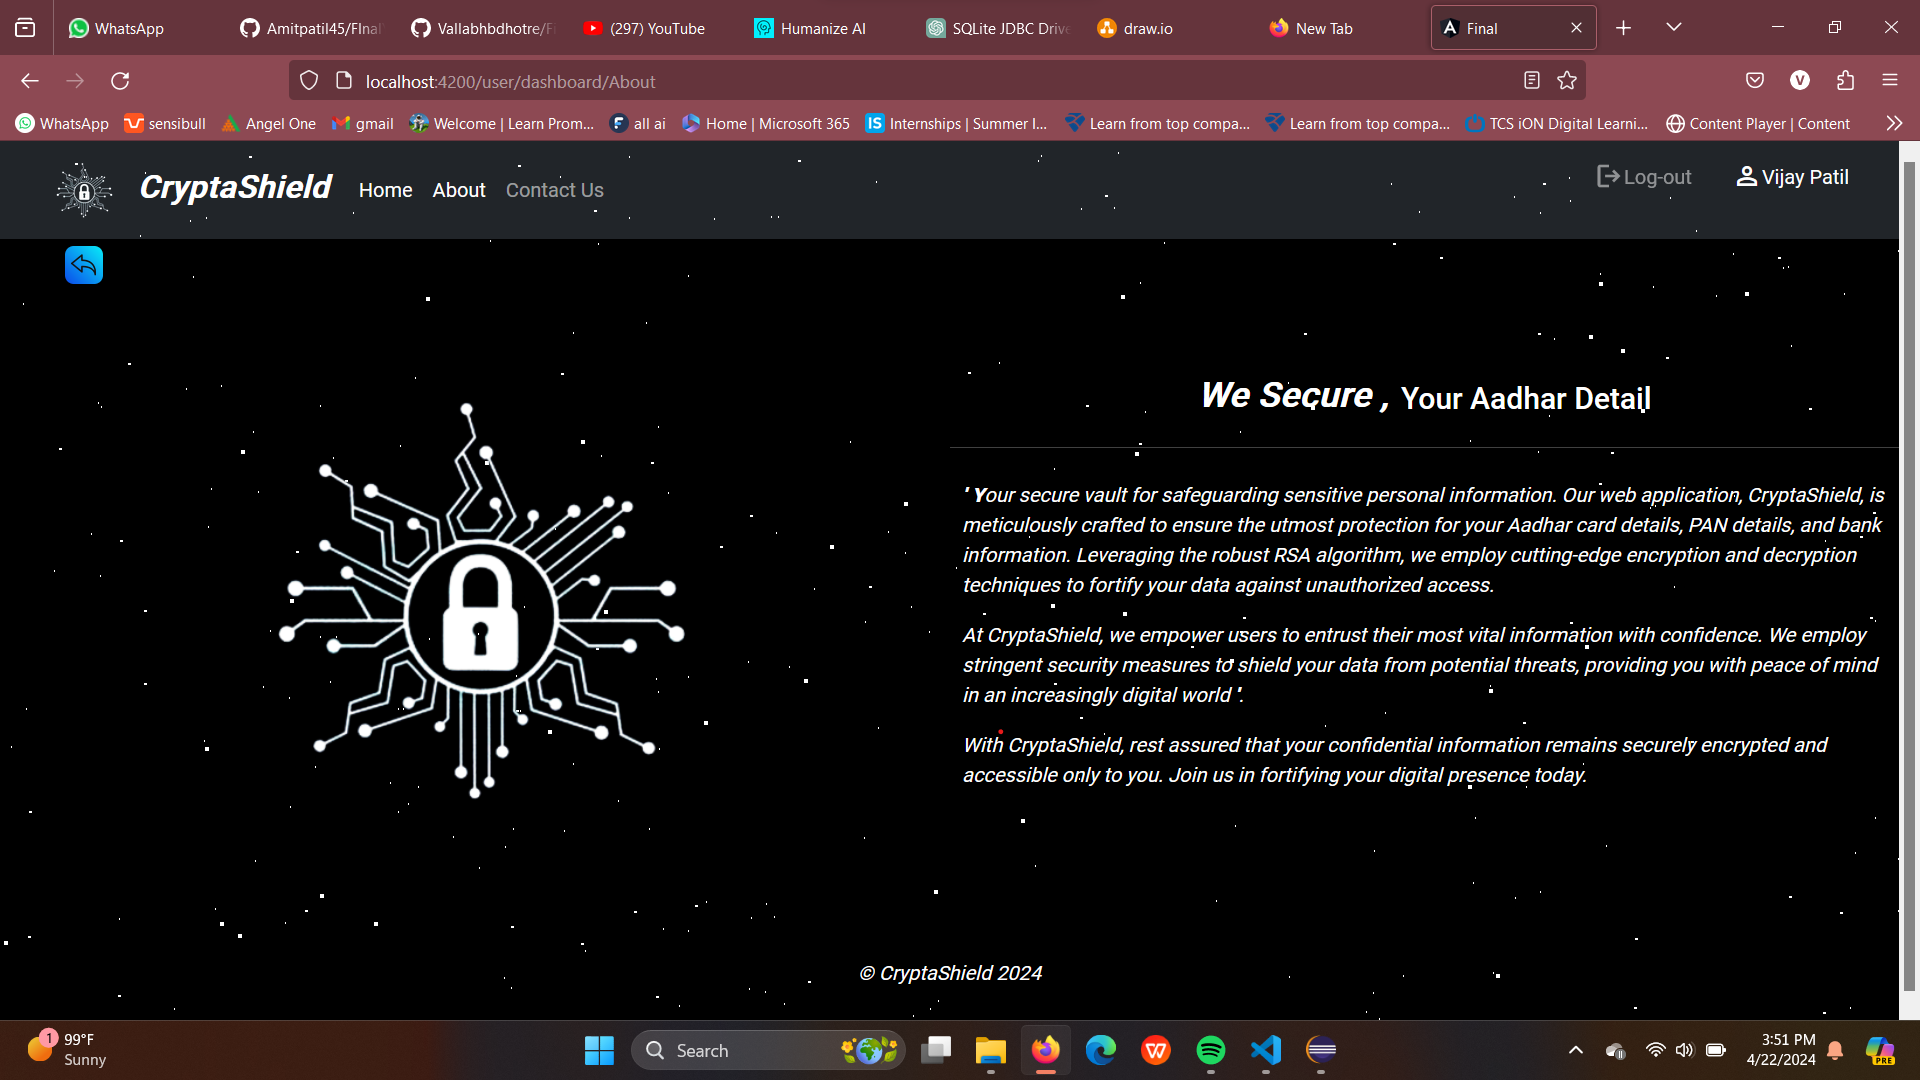 WhatsApp
Amitpatil45/FInal
Vallabhbdhotre/Fi
(297) YouTube
Humanize AI
SQLite JDBC Drive
draw.io
New Tab
Final
localhost:4200/user/dashboard/About
V
WhatsApp
sensibull
Angel One
gmail
Welcome | Learn Prom...
all ai
Home | Microsoft 365
IS Internships | Summer I...
Learn from top compa...
Learn from top compa...
TCS iON Digital Learni...
Content Player | Content
CryptaShield
Home
About
Contact Us
Log-out
Vijay Patil
We Secure , Your Aadhar Detail
' Your secure vault for safeguarding sensitive personal information. Our web application, CryptaShield, is
meticulously crafted to ensure the utmost protection for your Aadhar card details, PAN details, and bank
information. Leveraging the robust RSA algorithm, we employ cutting-edge encryption and decryption
techniques to fortify your data against unauthorized access.
At CryptaShield, we empower users to entrust their most vital information with confidence. We employ
stringent security measures to shield your data from potential threats, providing you with peace of mind
in an increasingly digital world '.
With CryptaShield, rest assured that your confidential information remains securely encrypted and
accessible only to you. Join us in fortifying your digital presence today.
© CryptaShield 2024
1
99°F
Sunny
Search
3:51 PM
4/22/2024
PRE